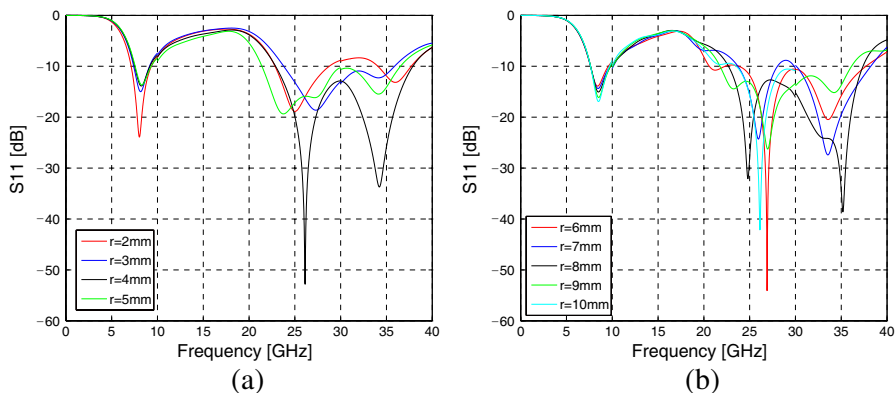 0
−10
−20
−30
−40
−50
−60
S11 [dB]
r=2mm
r=3mm
r=4mm
r=5mm
0 5 10 15 20 25 30 35 40
Frequency [GHz]
(a)
0
−10
−20
−30
−40
−50
−60
S11 [dB]
r=6mm
r=7mm
r=8mm
r=9mm
r=10mm
0 5 10 15 20 25 30 35 40
Frequency [GHz]
(b)